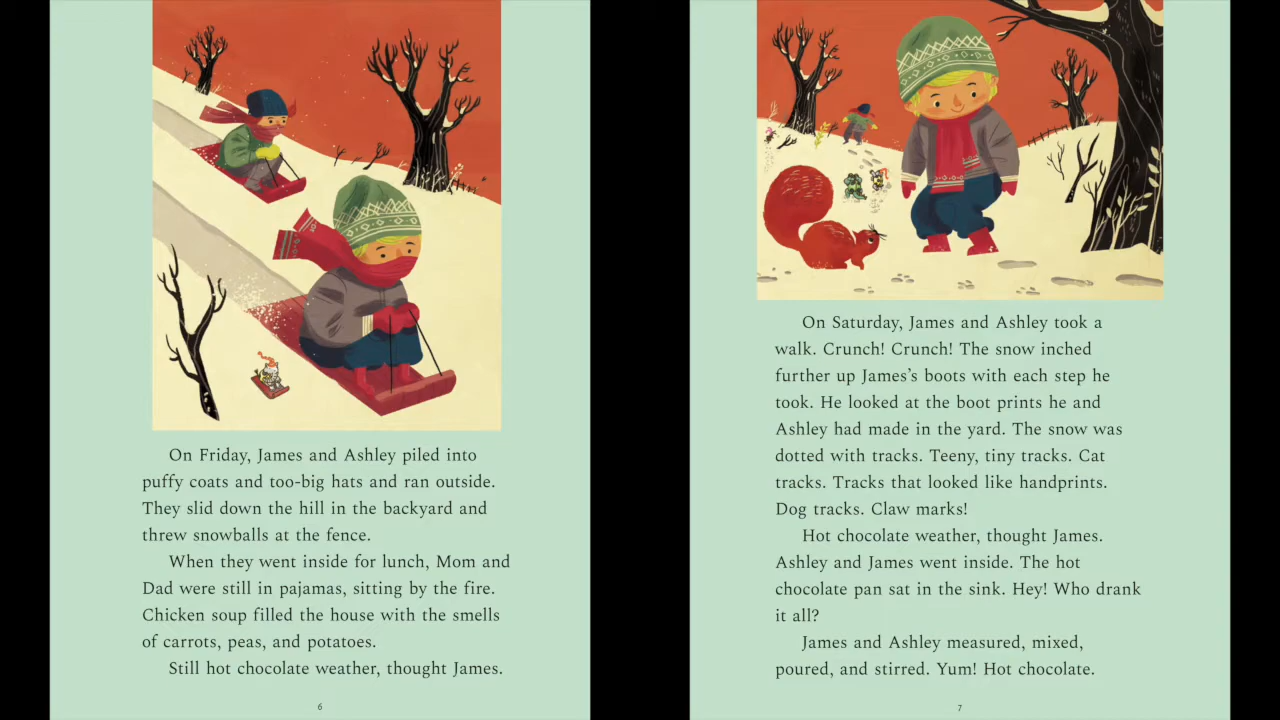 On Friday, James and Ashley piled into
puffy coats and too-big hats and ran outside.
They slid down the hill in the backyard and
threw snowballs at the fence.
When they went inside for lunch, Mom and
Dad were still in pajamas, sitting by the fire.
Chicken soup filled the house with the smells
of carrots, peas, and potatoes.
Still hot chocolate weather, thought James.
6
On Saturday, James and Ashley took a
walk. Crunch! Crunch! The snow inched
further up James’s boots with each step he
took. He looked at the boot prints he and
Ashley had made in the yard. The snow was
dotted with tracks. Teeny, tiny tracks. Cat
tracks. Tracks that looked like handprints.
Dog tracks. Claw marks!
Hot chocolate weather, thought James.
Ashley and James went inside. The hot
chocolate pan sat in the sink. Hey! Who drank
it all?
James and Ashley measured, mixed,
poured, and stirred. Yum! Hot chocolate.
7